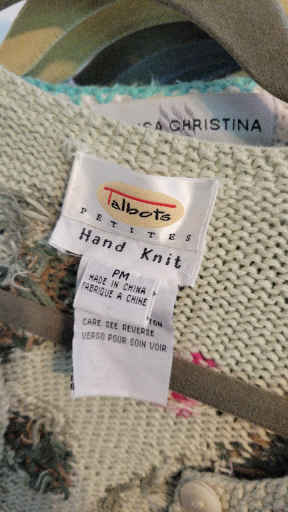 SA CHRISTINA
Talbots
PETITES
Hand Knit
PM
MADE IN CHINA
FABRIQUE A CHINE
CARE SEE REVERSE
VERSO POUR SOIN VOIR